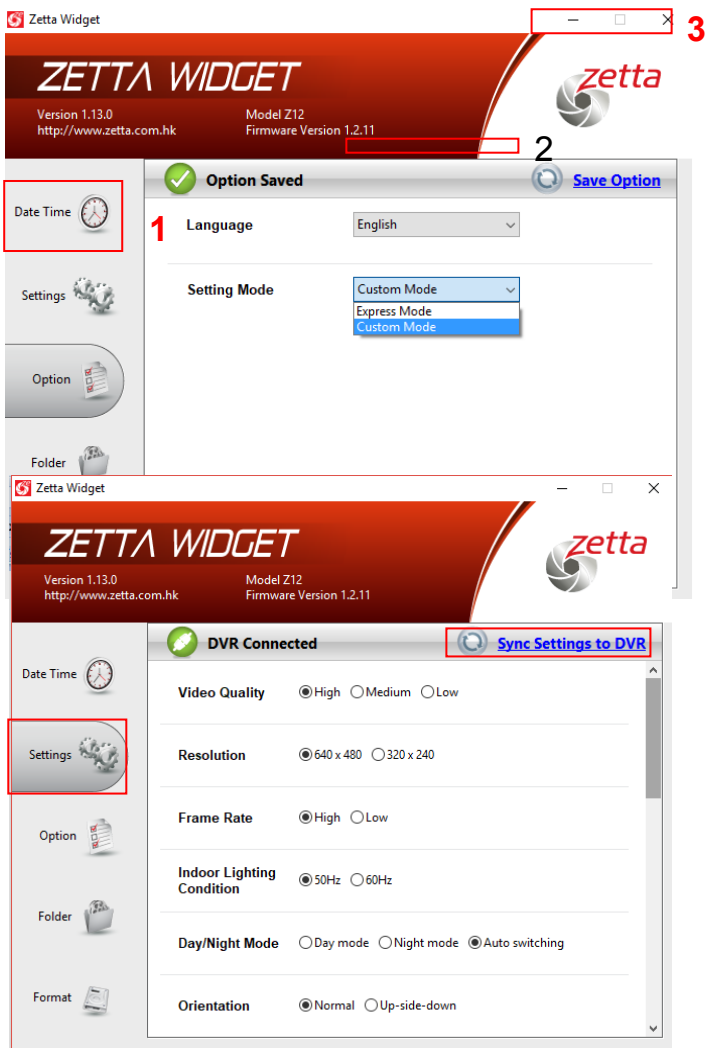 Zetta Widget
3
ZETTA WIDGET
zetta
Version 1.13.0
Model Z12
http://www.zetta.com.hk
Firmware Version 1.2.11
2
Option Saved
Save Option
Date Time
1
Language
English
Settings
Setting Mode
Custom Mode
Express Mode
Custom Mode
Option
Folder
Zetta Widget
ZETTA WIDGET
zetta
Version 1.13.0
Model Z12
http://www.zetta.com.hk
Firmware Version 1.2.11
DVR Connected
Sync Settings to DVR
Date Time
Video Quality
High
Medium
Low
Settings
Resolution
640 x 480
320 x 240
Frame Rate
High
Low
Option
Indoor Lighting
Condition
50Hz
60Hz
Folder
Day/Night Mode
Day mode
Night mode
Auto switching
Format
Orientation
Normal
Up-side-down